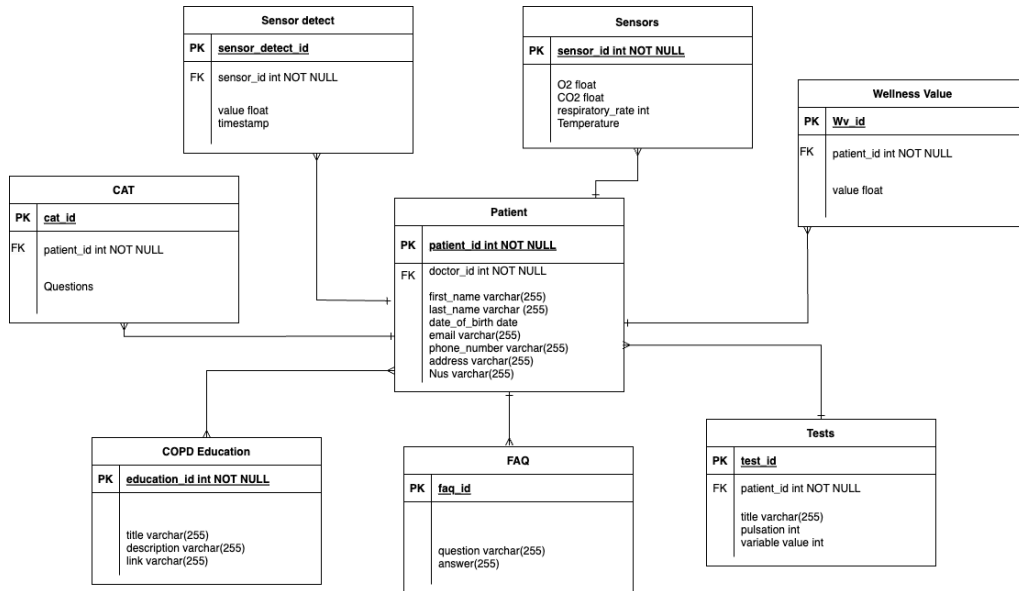 Sensor detect
PK sensor_detect_id
FK sensor_id int NOT NULL
value float
timestamp
Sensors
PK sensor_id int NOT NULL
O2 float
CO2 float
respiratory_rate int
Temperature
Wellness Value
PK Wv_id
FK patient_id int NOT NULL
value float
CAT
PK cat_id
FK patient_id int NOT NULL
Questions
Patient
PK patient_id int NOT NULL
FK doctor_id int NOT NULL
first_name varchar(255)
last_name varchar (255)
date_of_birth date
email varchar(255)
phone_number varchar(255)
address varchar(255)
Nus varchar(255)
COPD Education
PK education_id int NOT NULL
title varchar(255)
description varchar(255)
link varchar(255)
FAQ
PK faq_id
question varchar(255)
answer(255)
Tests
PK test_id
FK patient_id int NOT NULL
title varchar(255)
pulsation int
variable value int